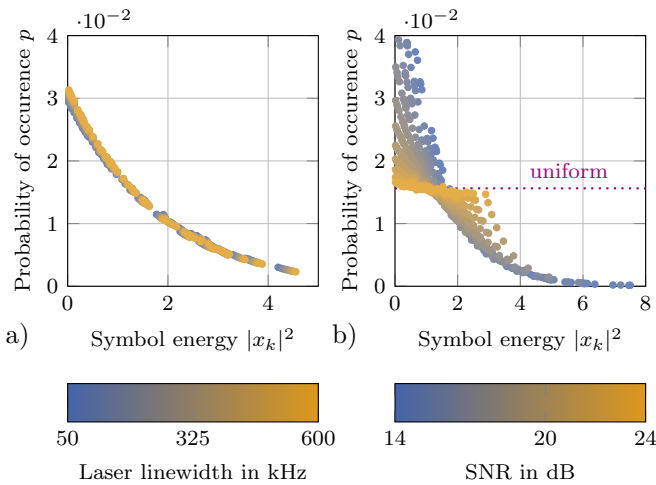 ·10⁻²
·10⁻²
4
3
2
1
0
Probability of occurence p
0
2
4
Symbol energy |xₖ|²
a)
4
3
2
1
0
Probability of occurence p
uniform
0
2
4
6
8
Symbol energy |xₖ|²
b)
50
325
600
Laser linewidth in kHz
14
20
24
SNR in dB